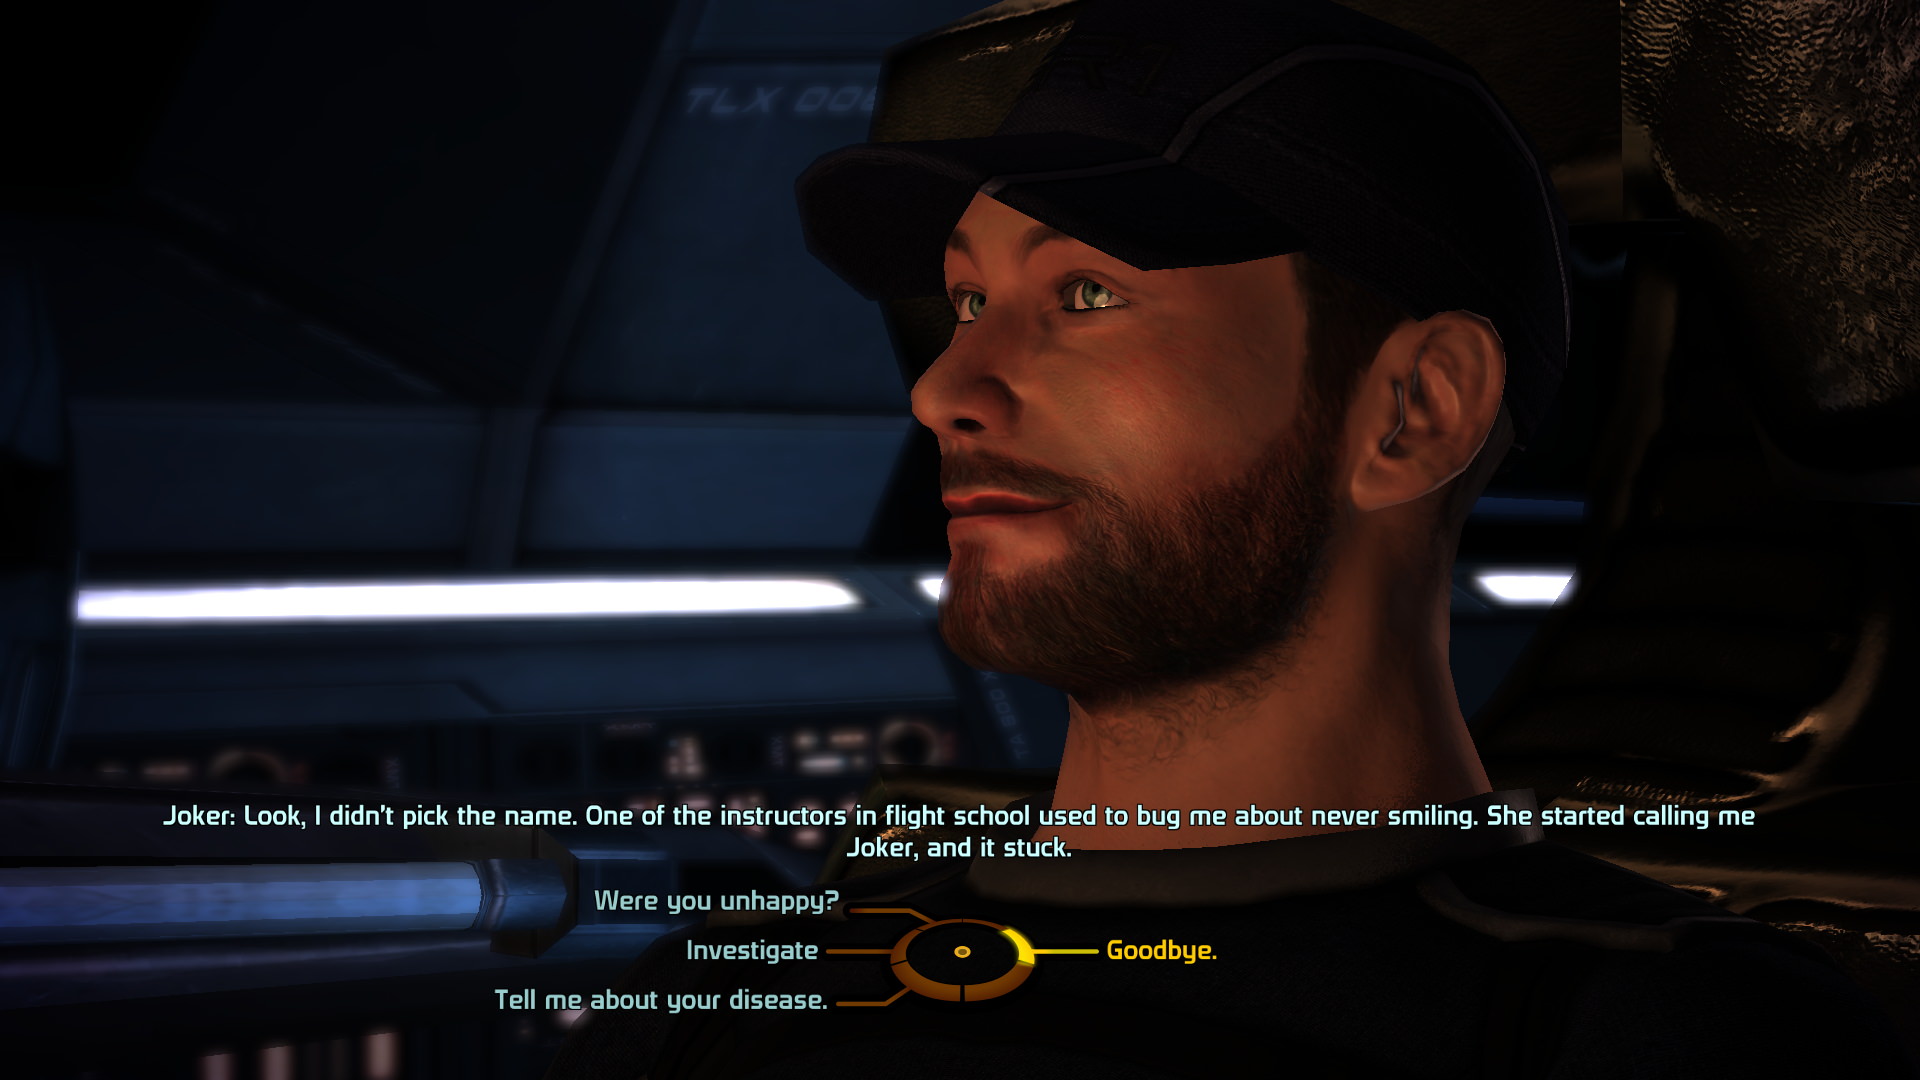 TLX 00
Joker: Look, I didn't pick the name. One of the instructors in flight school used to bug me about never smiling. She started calling me
Joker, and it stuck.
Were you unhappy?
Investigate
Goodbye.
Tell me about your disease.